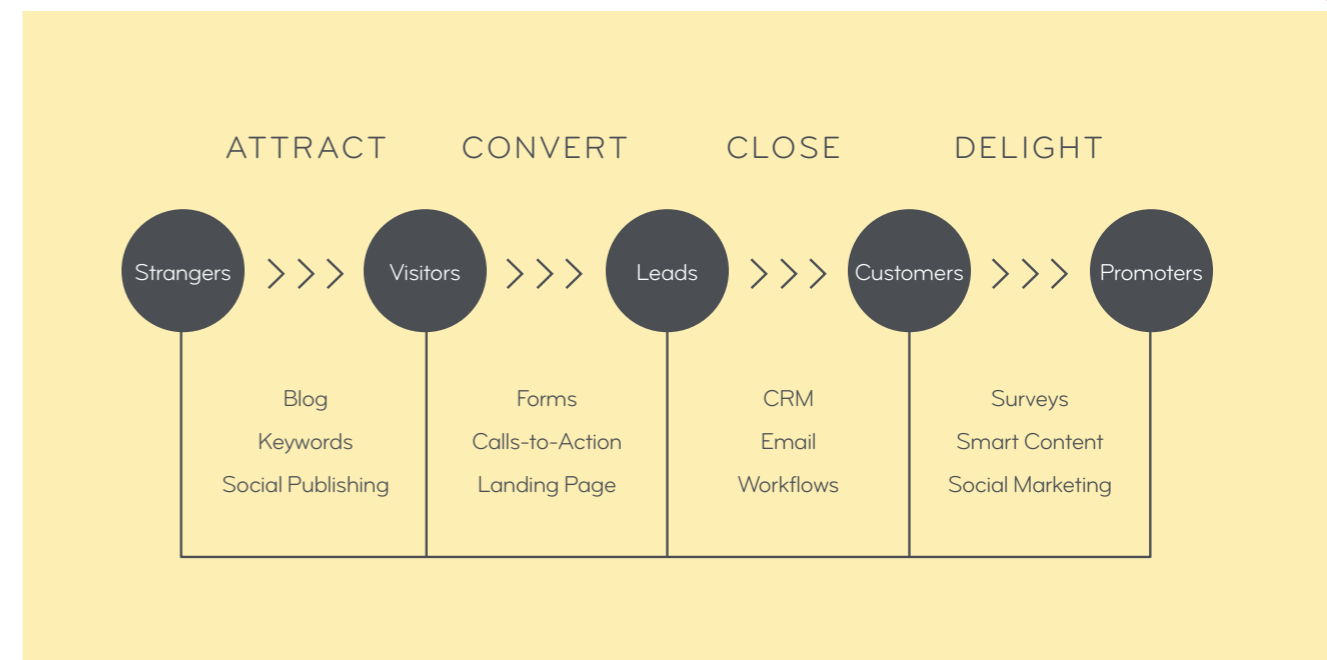 ATTRACT CONVERT CLOSE DELIGHT
Strangers Visitors Leads Customers Promoters
Blog Forms CRM Surveys
Keywords Calls-to-Action Email Smart Content
Social Publishing Landing Page Workflows Social Marketing